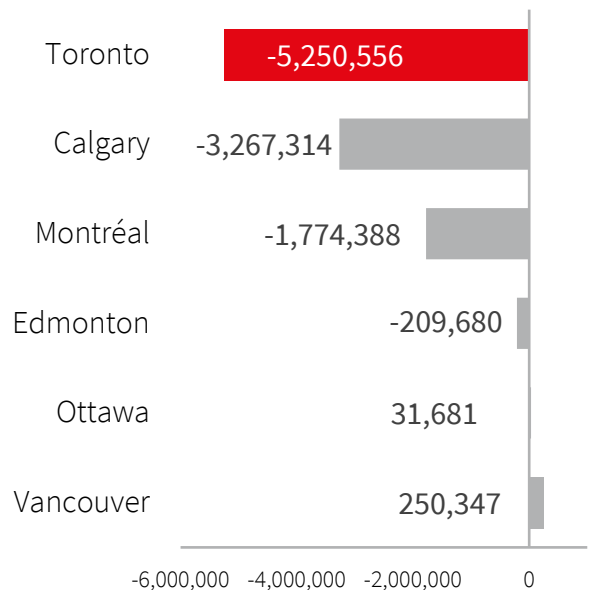 Toronto -5,250,556
Calgary -3,267,314
Montréal -1,774,388
Edmonton -209,680
Ottawa 31,681
Vancouver 250,347
-6,000,000 -4,000,000 -2,000,000 0